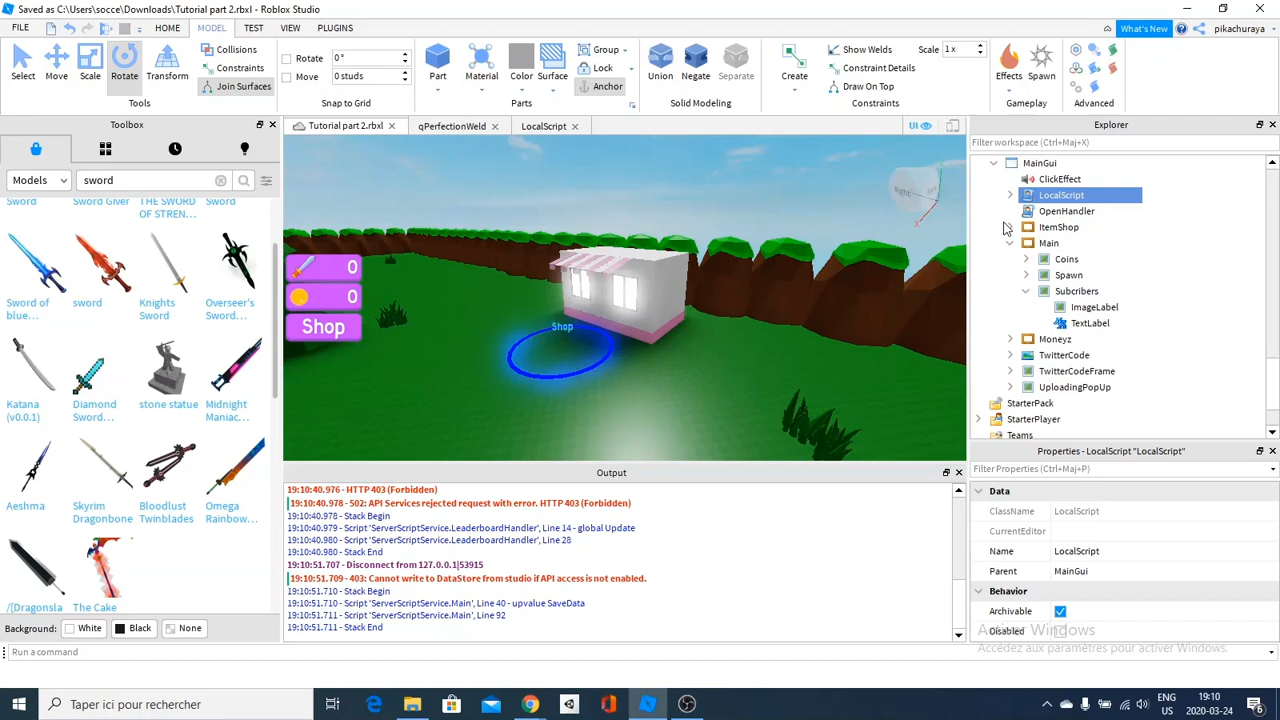 Saved as C:\Users\socce\Downloads\Tutorial part 2.rbxl - Roblox Studio
FILE HOME MODEL TEST VIEW PLUGINS What's New pikachuraya
Select Move Scale Rotate Transform
Collisions
Constraints
Join Surfaces
Tools
Rotate 0°
Move 0 studs
Snap to Grid
Part Material Color Surface
Group
Lock
Anchor
Parts
Union Negate Separate
Solid Modeling
Create
Show Welds Scale 1 x
Constraint Details
Draw On Top
Constraints
Effects Spawn
Gameplay
Advanced
Toolbox
Models sword
Sword Sword Giver THE SWORD OF STREN... Sword
Sword of blue... sword Knights Sword Overseer's Sword
Katana (v0.0.1) Diamond Sword... stone statue Midnight Maniac...
Aeshma Skyrim Dragonbone Bloodlust Twinblades Omega Rainbow...
/[Dragonsla The Cake
Background: White Black None
Tutorial part 2.rbxl qPerfectionWeld LocalScript UI
0
0
Shop
Shop
Right
Output
19:10:40.976 - HTTP 403 (Forbidden)
19:10:40.978 - 502: API Services rejected request with error. HTTP 403 (Forbidden)
19:10:40.978 - Stack Begin
19:10:40.979 - Script 'ServerScriptService.LeaderboardHandler', Line 14 - global Update
19:10:40.980 - Script 'ServerScriptService.LeaderboardHandler', Line 28
19:10:40.980 - Stack End
19:10:51.707 - Disconnect from 127.0.0.1|53915
19:10:51.709 - 403: Cannot write to DataStore from studio if API access is not enabled.
19:10:51.710 - Stack Begin
19:10:51.710 - Script 'ServerScriptService.Main', Line 40 - upvalue SaveData
19:10:51.710 - Script 'ServerScriptService.Main', Line 92
19:10:51.711 - Stack End
Explorer
Filter workspace (Ctrl+Maj+X)
MainGui
ClickEffect
LocalScript
OpenHandler
ItemShop
Main
Coins
Spawn
Subcribers
ImageLabel
TextLabel
Moneyz
TwitterCode
TwitterCodeFrame
UploadingPopUp
StarterPack
StarterPlayer
Teams
Properties - LocalScript "LocalScript"
Filter Properties (Ctrl+Maj+P)
Data
ClassName LocalScript
CurrentEditor
Name LocalScript
Parent MainGui
Behavior
Archivable
Disabled
Activer Windows
Accédez aux paramètres pour activer Windows.
Run a command
Taper ici pour rechercher
ENG
US
19:10
2020-03-24